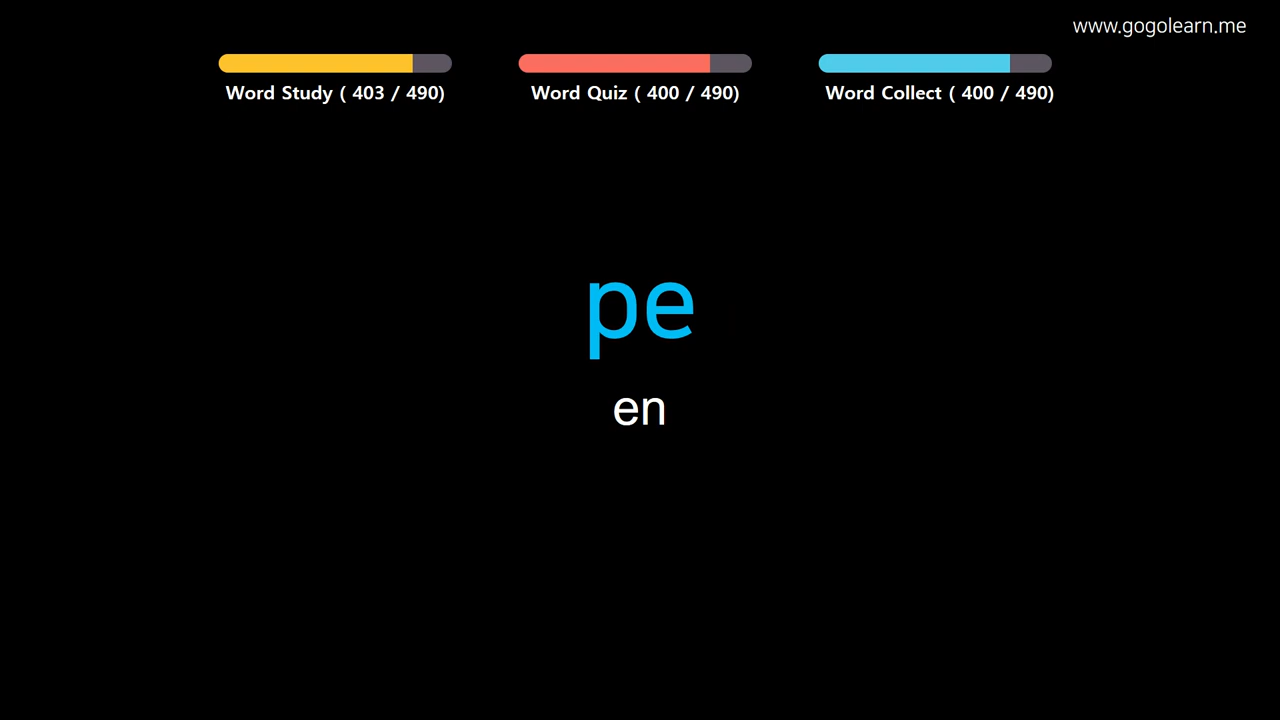 www.gogolearn.me
Word Study ( 403 / 490)
Word Quiz ( 400 / 490)
Word Collect ( 400 / 490)
pe
en